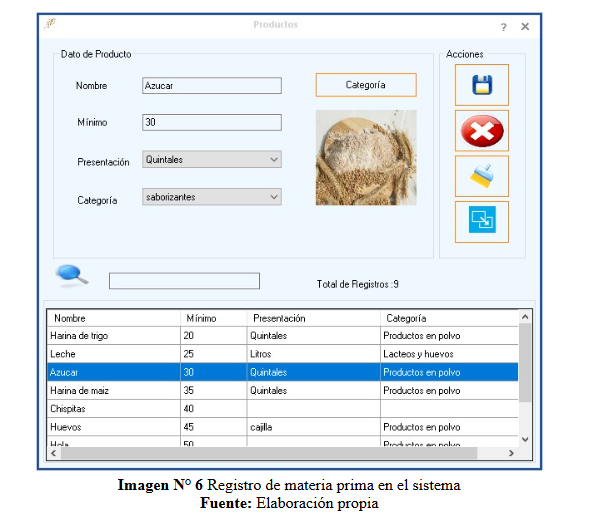 Productos
? ×
Dato de Producto
Acciones
Nombre Azucar Categoría
Mínimo 30
Presentación Quintales
Categoría saborizantes
Total de Registros :9
Nombre Mínimo Presentación Categoría
Harina de trigo 20 Quintales Productos en polvo
Leche 25 Litros Lacteos y huevos
Azucar 30 Quintales Productos en polvo
Harina de maiz 35 Quintales Productos en polvo
Chispitas 40
Huevos 45 cajilla Productos en polvo
Hola 50 Productos en polvo
Imagen N° 6 Registro de materia prima en el sistema
Fuente: Elaboración propia